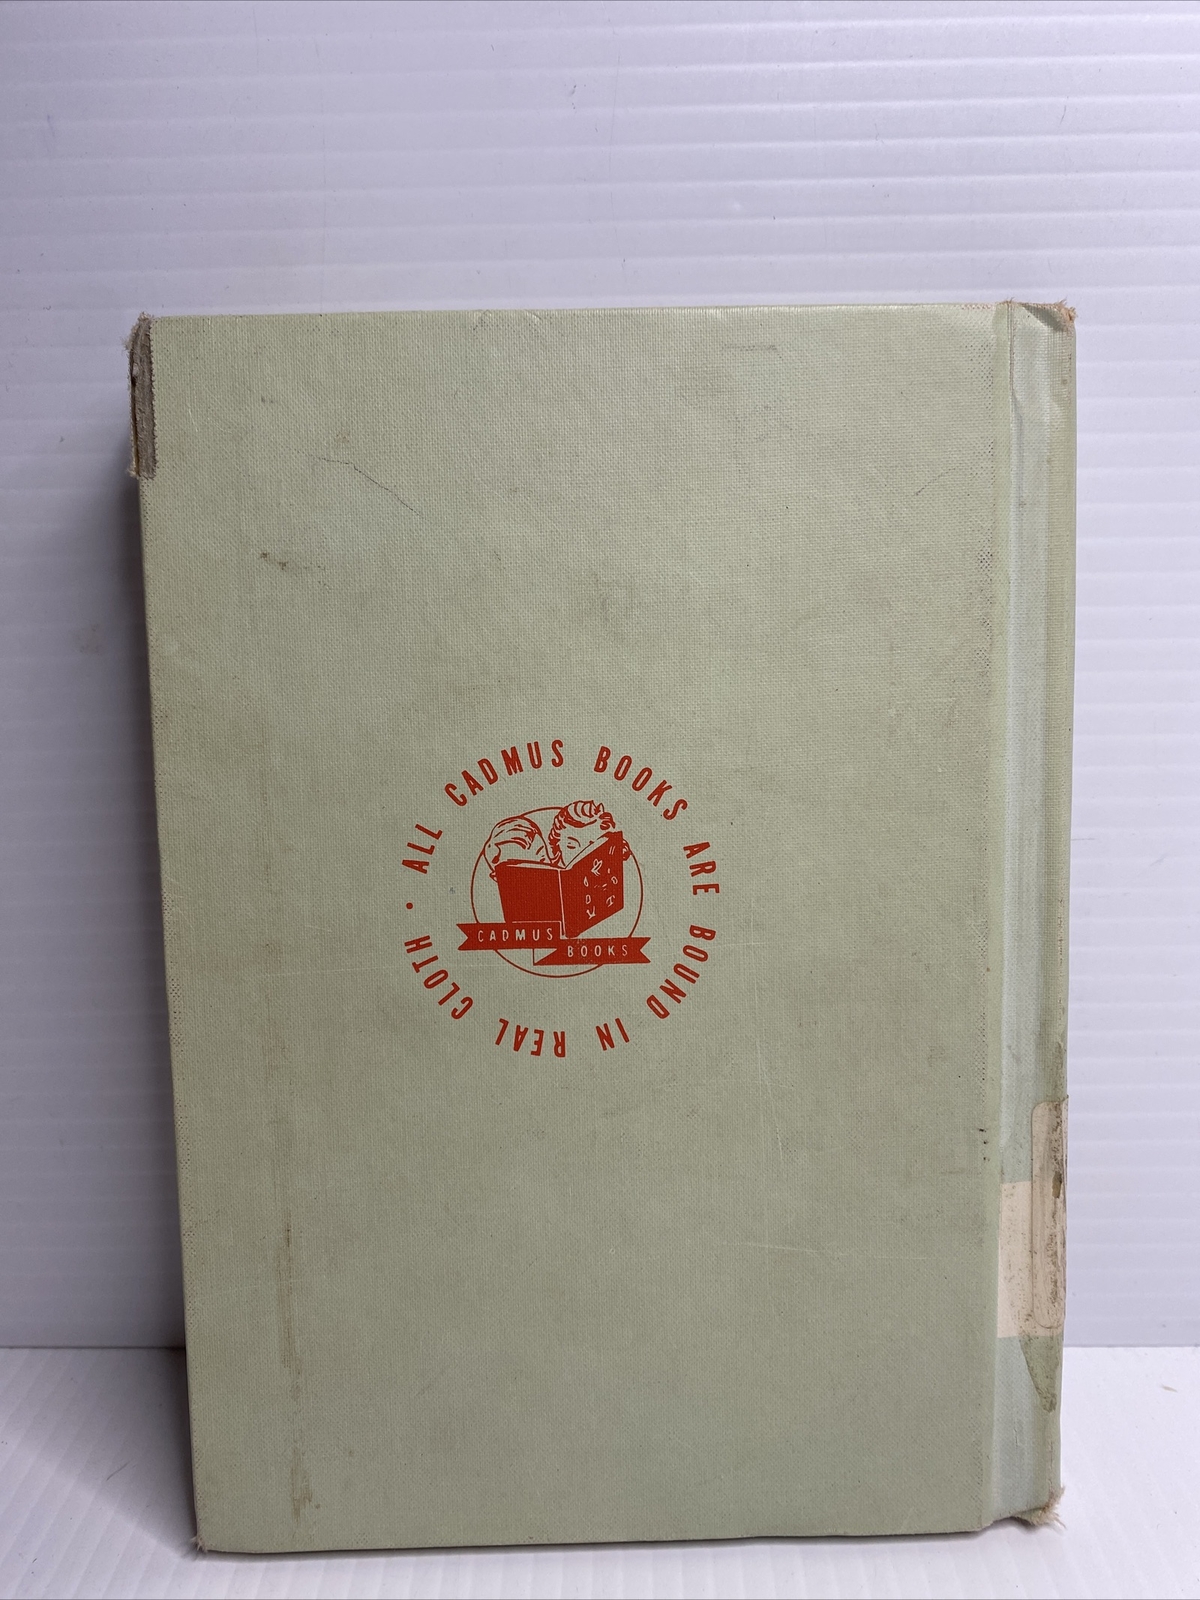 ALL CADMUS BOOKS ARE BOUND IN REAL CLOTH •
CADMUS
BOOKS